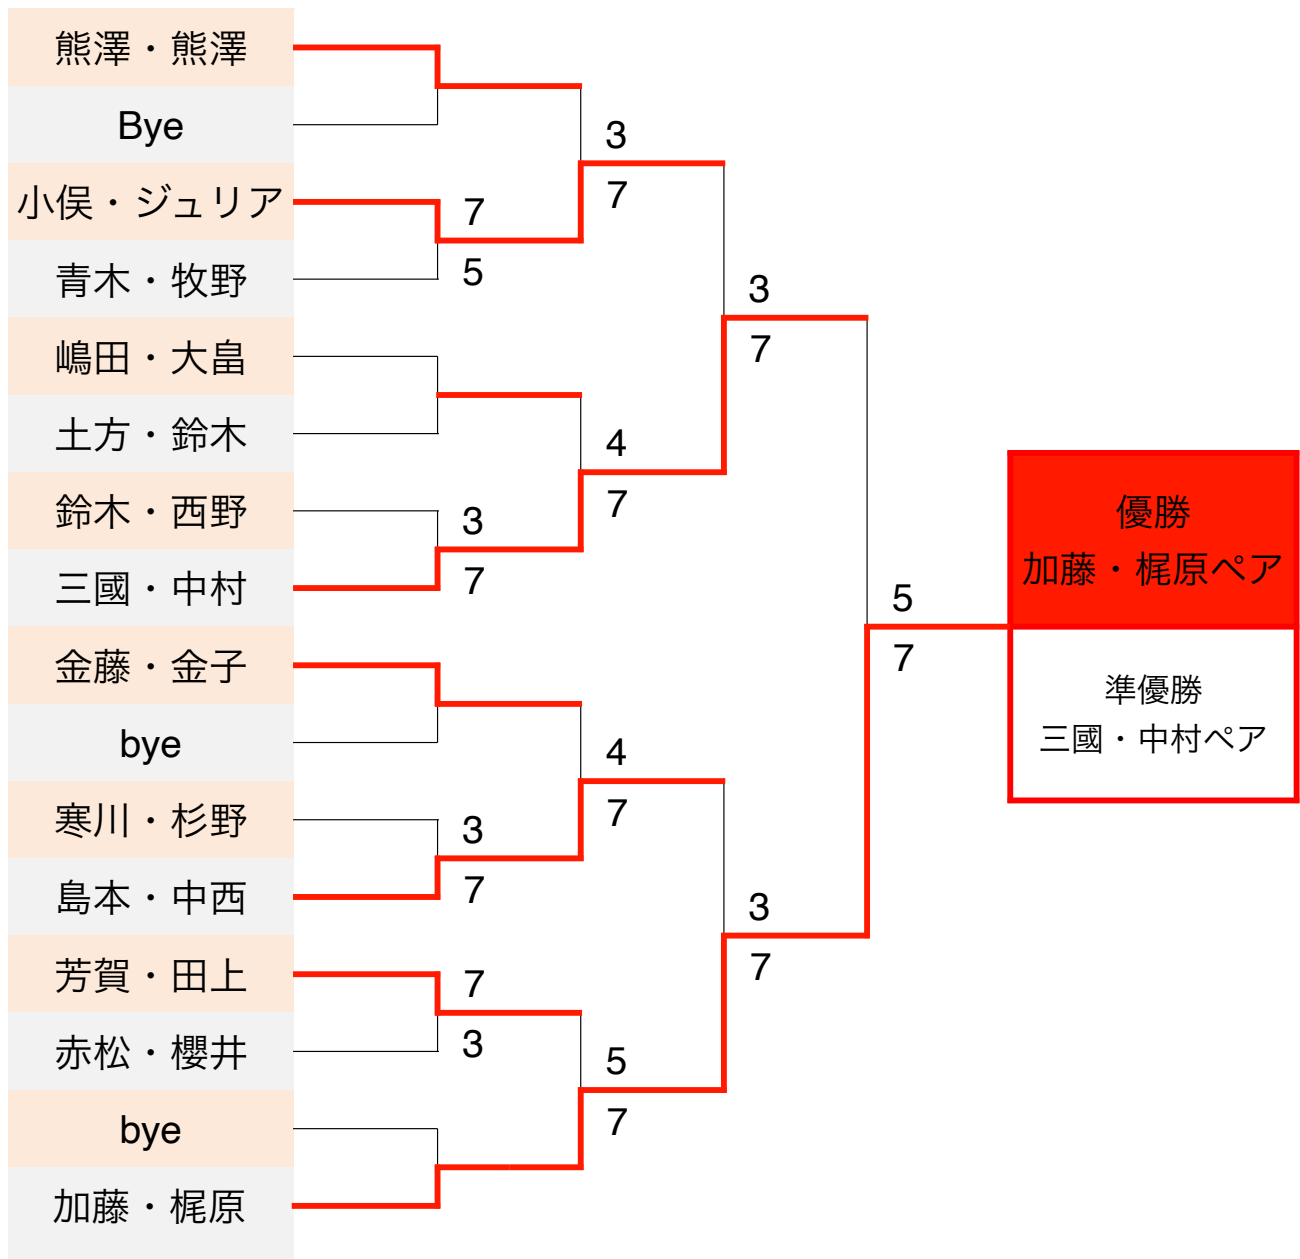 熊澤・熊澤
Bye
3
小俣・ジュリア
7
7
青木・牧野
5
3
嶋田・大畠
7
土方・鈴木
4
鈴木・西野
3
7
優勝
三國・中村
7
加藤・梶原ペア
5
金藤・金子
7
準優勝
bye
4
三國・中村ペア
寒川・杉野
3
7
島本・中西
7
3
芳賀・田上
7
7
赤松・櫻井
3
5
bye
7
加藤・梶原